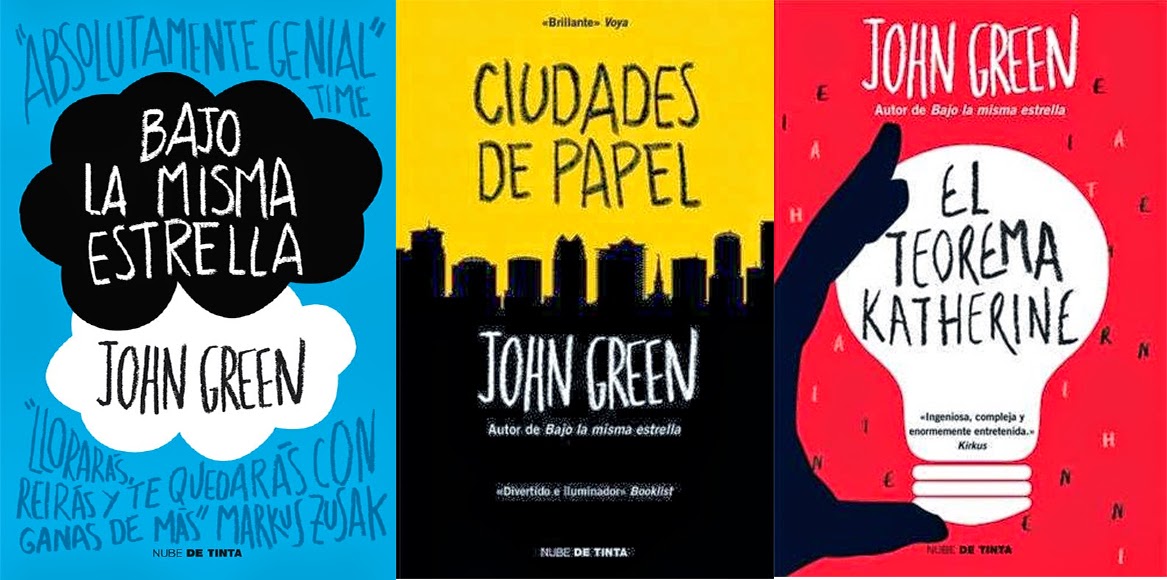 "ABSOLUTAMENTE GENIAL"
TIME
BAJO
LA MISMA
ESTRELLA
JOHN GREEN
"LLORARÁS,
REIRÁS Y TE QUEDARÁS CON
GANAS DE MÁS" MARKUS ZUSAK
NUBE DE TINTA
«Brillante» Voya
CIUDADES
DE PAPEL
JOHN GREEN
Autor de Bajo la misma estrella
«Divertido e iluminador» Booklist
NUBE DE TINTA
JOHN GREEN
Autor de Bajo la misma estrella
EL
TEOREMA
KATHERINE
«Ingeniosa, compleja y
enormemente entretenida.»
Kirkus
NUBE DE TINTA